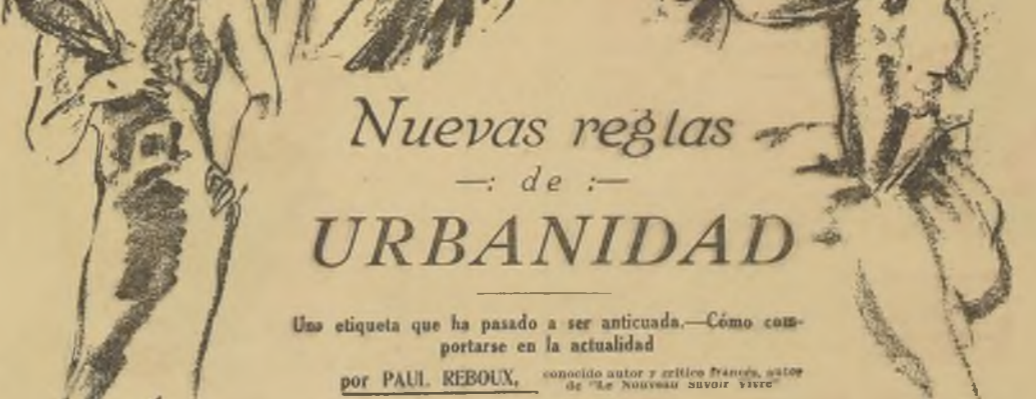 Nuevas reglas
—: de :—
URBANIDAD
Una etiqueta que ha pasado a ser anticuada.—Cómo com-
portarse en la actualidad
por PAUL REBOUX, conocido autor y crítico francés, autor
de "Le Nouveau Savoir Vivre"